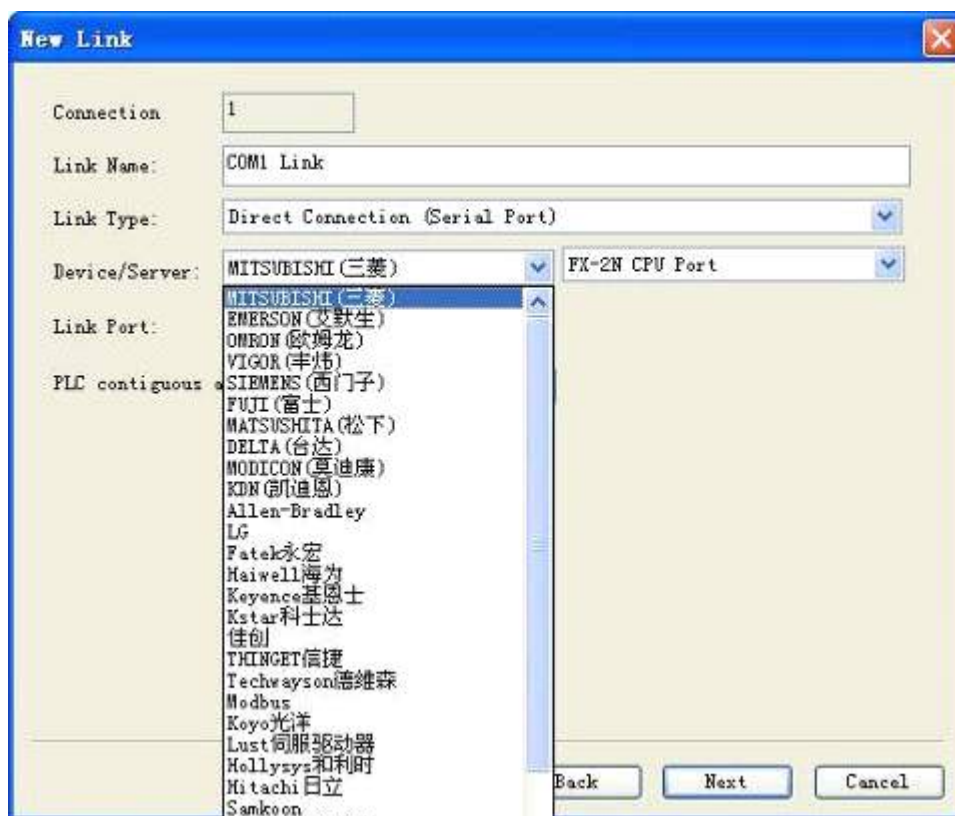 New Link
Connection 1
Link Name: COM1 Link
Link Type: Direct Connection (Serial Port)
Device/Server: MITSUBISHI(三菱) FX-2N CPU Port
MITSUBISHI(三菱)
EMERSON(艾默生)
Link Port:
OMRON(欧姆龙)
VIGOR(丰炜)
PLC contiguous
SIEMENS(西门子)
FUJI(富士)
MATSUSHITA(松下)
DELTA(台达)
MODICON(莫迪康)
KDN(凯迪恩)
Allen-Bradley
LG
Fatek永宏
Haiwell海为
Keyence基恩士
Kstar科士达
佳创
THINGET信捷
Techwayson德维森
Modbus
Koyo光洋
Lust伺服驱动器
Hollysys和利时
Hitachi日立
Samkoon
Back Next Cancel